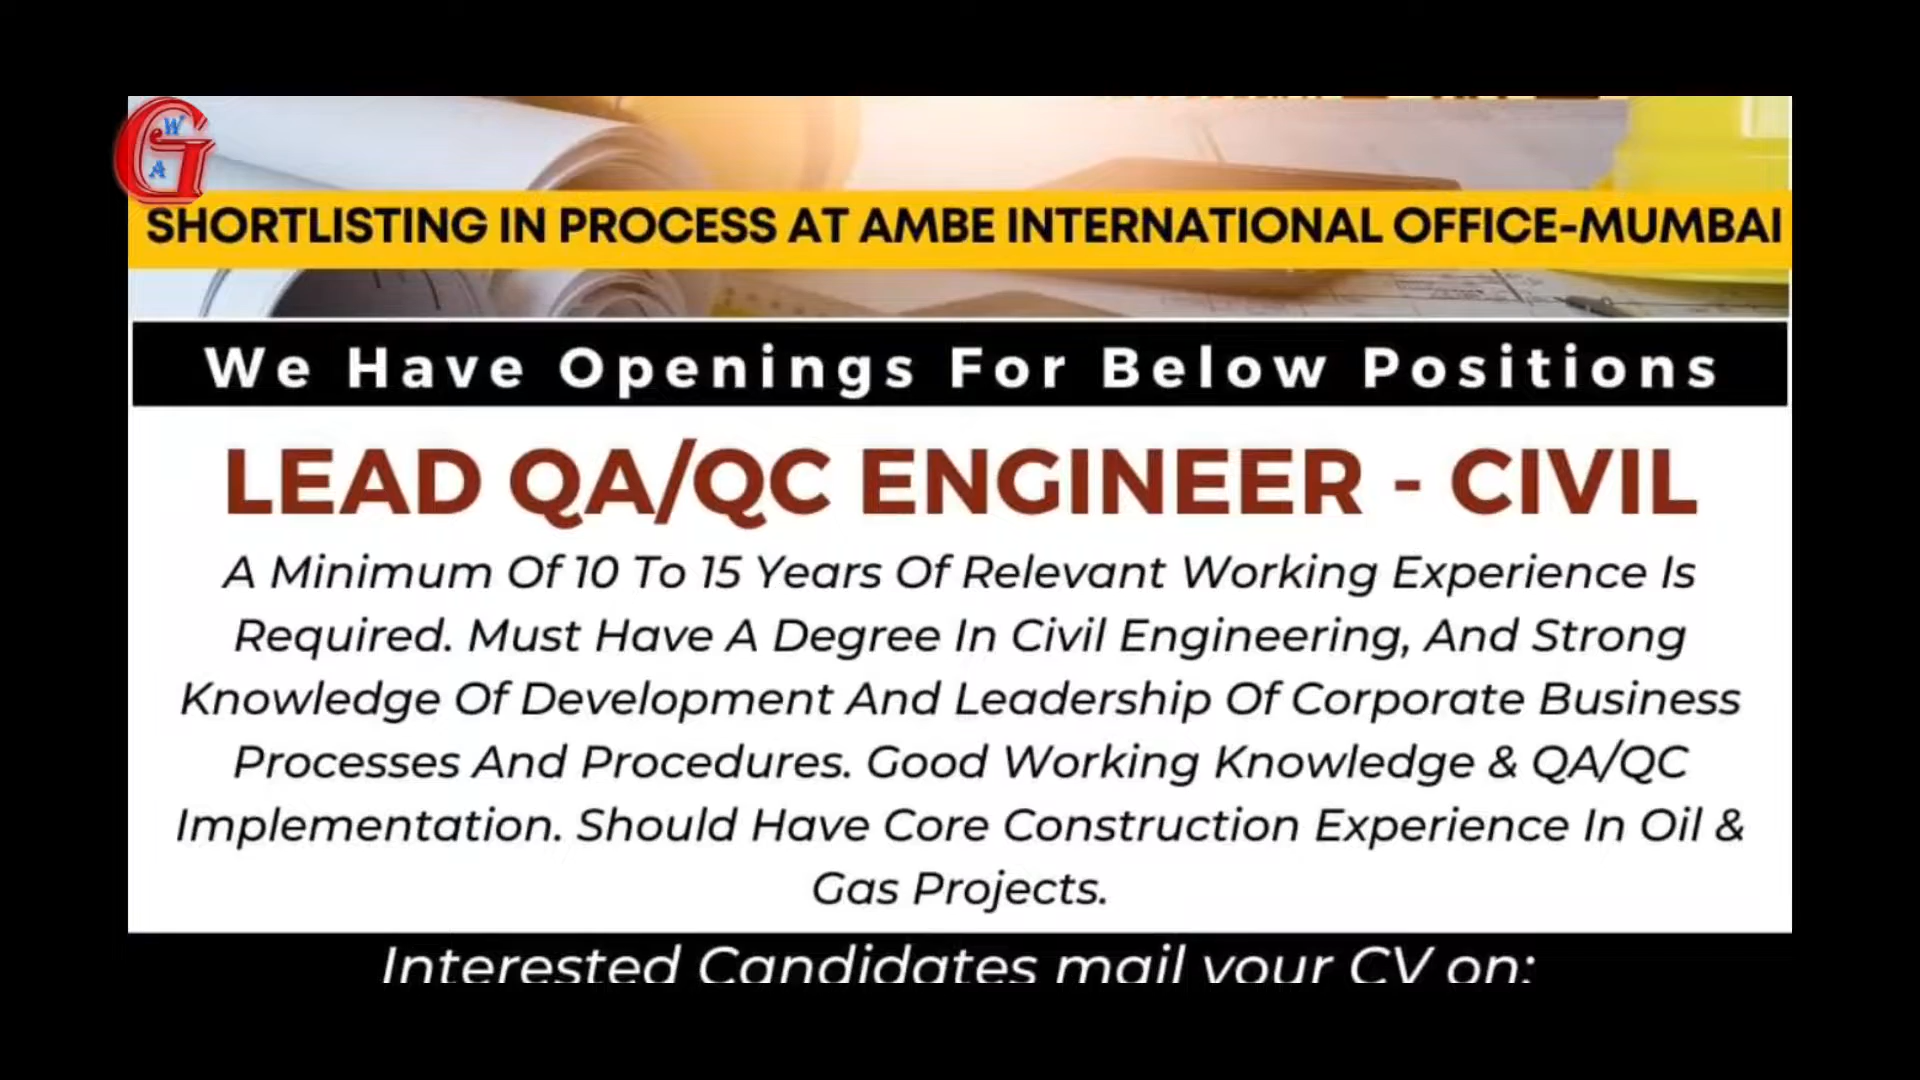 GeWA
SHORTLISTING IN PROCESS AT AMBE INTERNATIONAL OFFICE-MUMBAI
We Have Openings For Below Positions
LEAD QA/QC ENGINEER - CIVIL
A Minimum Of 10 To 15 Years Of Relevant Working Experience Is
Required. Must Have A Degree In Civil Engineering, And Strong
Knowledge Of Development And Leadership Of Corporate Business
Processes And Procedures. Good Working Knowledge & QA/QC
Implementation. Should Have Core Construction Experience In Oil &
Gas Projects.
Interested Candidates mail your CV on: